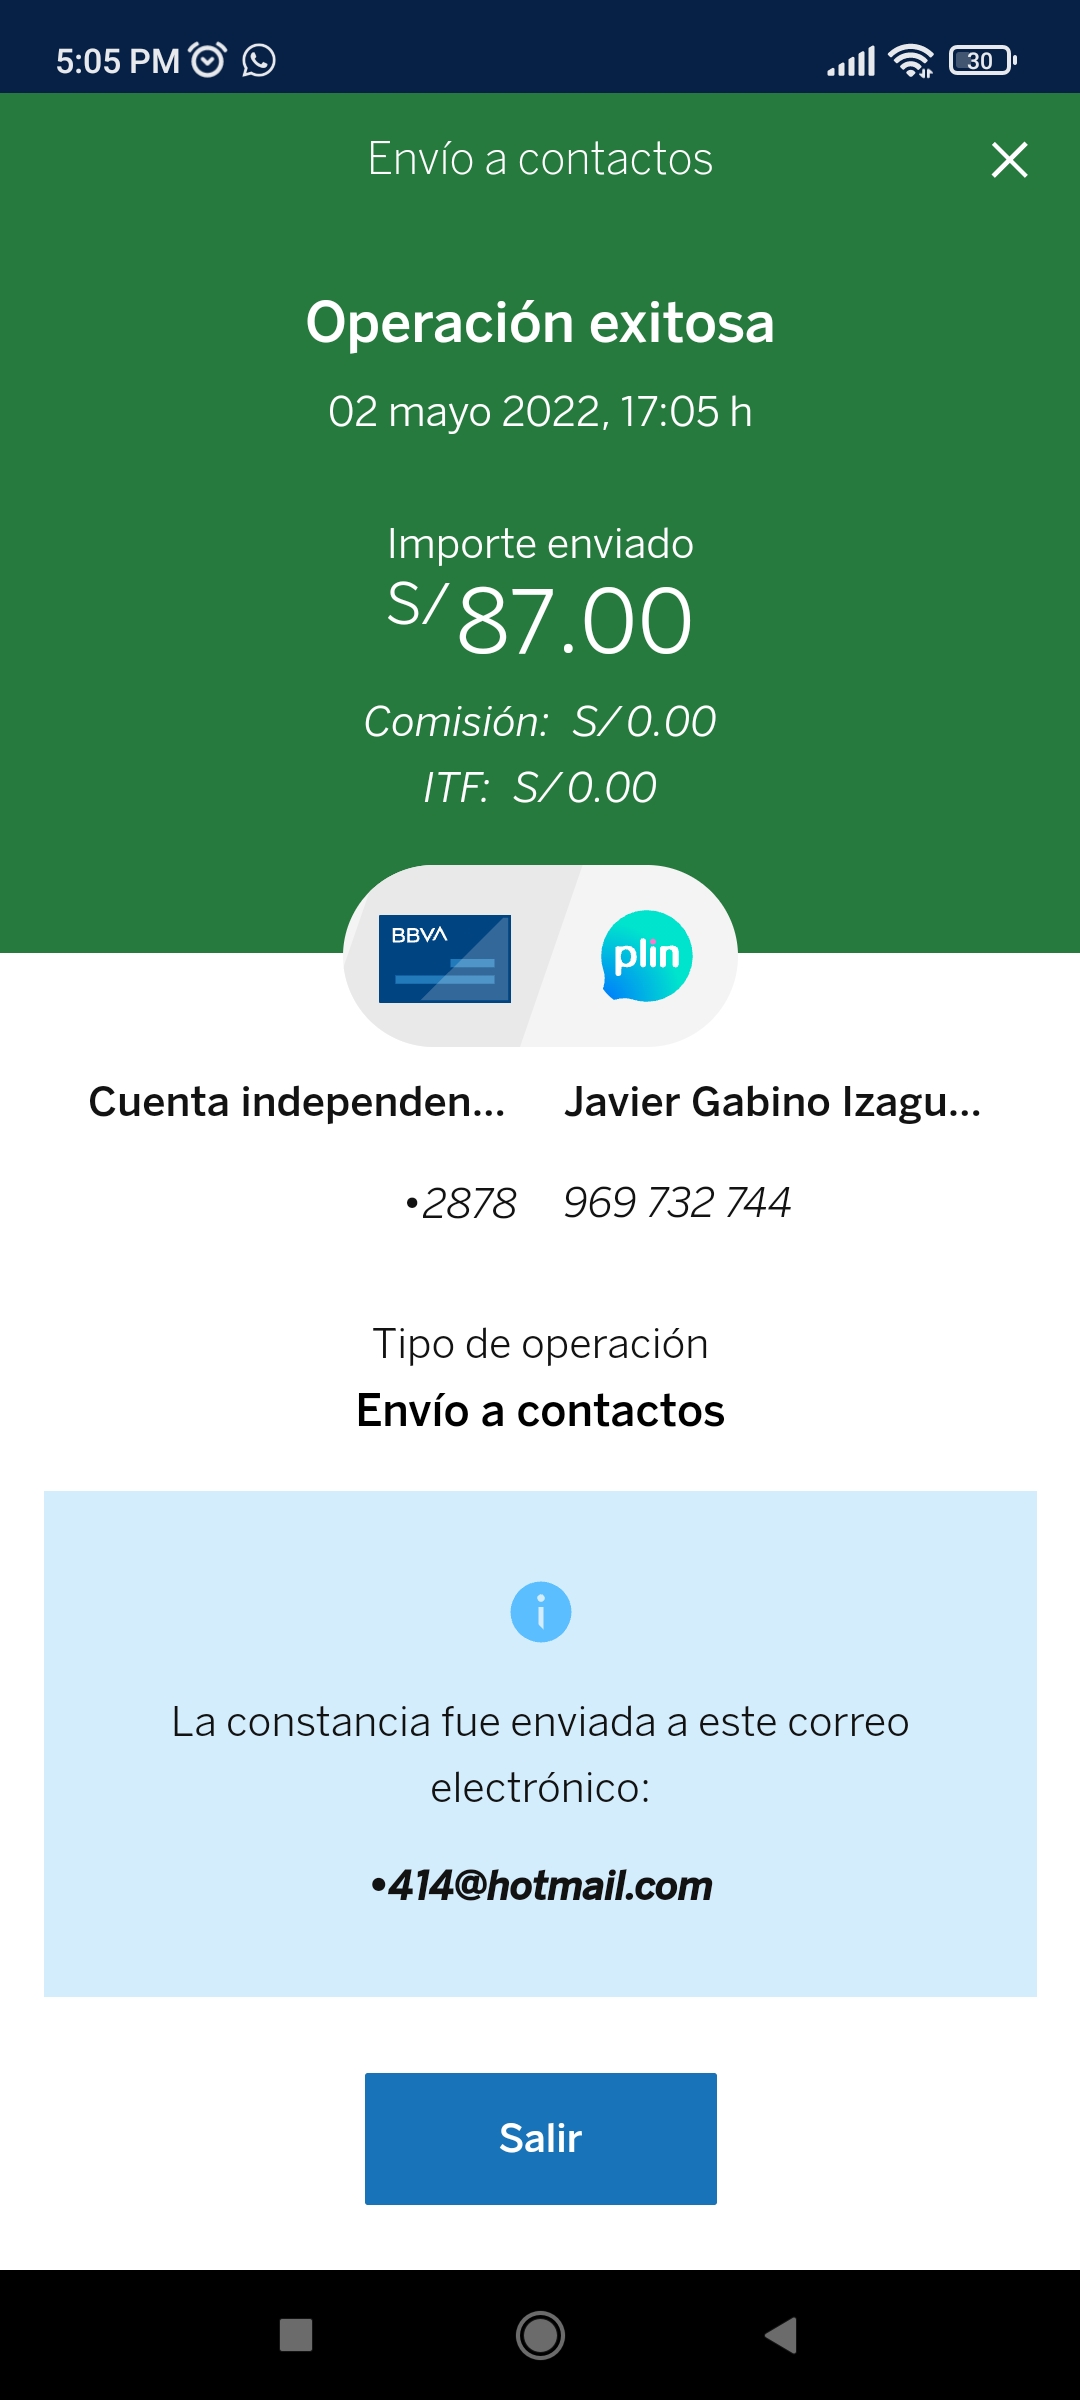 5:05 PM
30
Envío a contactos
Operación exitosa
02 mayo 2022, 17:05 h
Importe enviado
S/87.00
Comisión: S/0.00
ITF: S/0.00
BBVA
plin
Cuenta independen...
Javier Gabino Izagu...
•2878
969 732 744
Tipo de operación
Envío a contactos
i
La constancia fue enviada a este correo
electrónico:
•414@hotmail.com
Salir